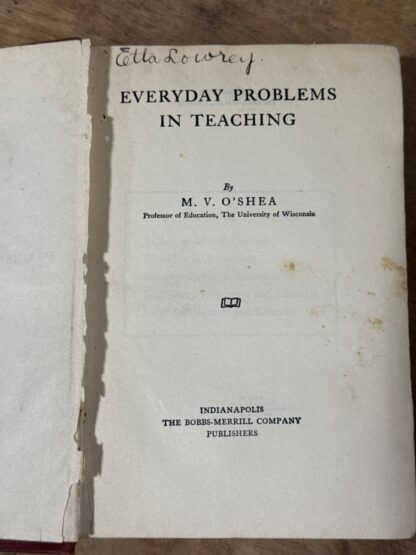 Etta Lowrey.
EVERYDAY PROBLEMS
IN TEACHING
By
M. V. O'SHEA
Professor of Education, The University of Wisconsin
INDIANAPOLIS
THE BOBBS-MERRILL COMPANY
PUBLISHERS